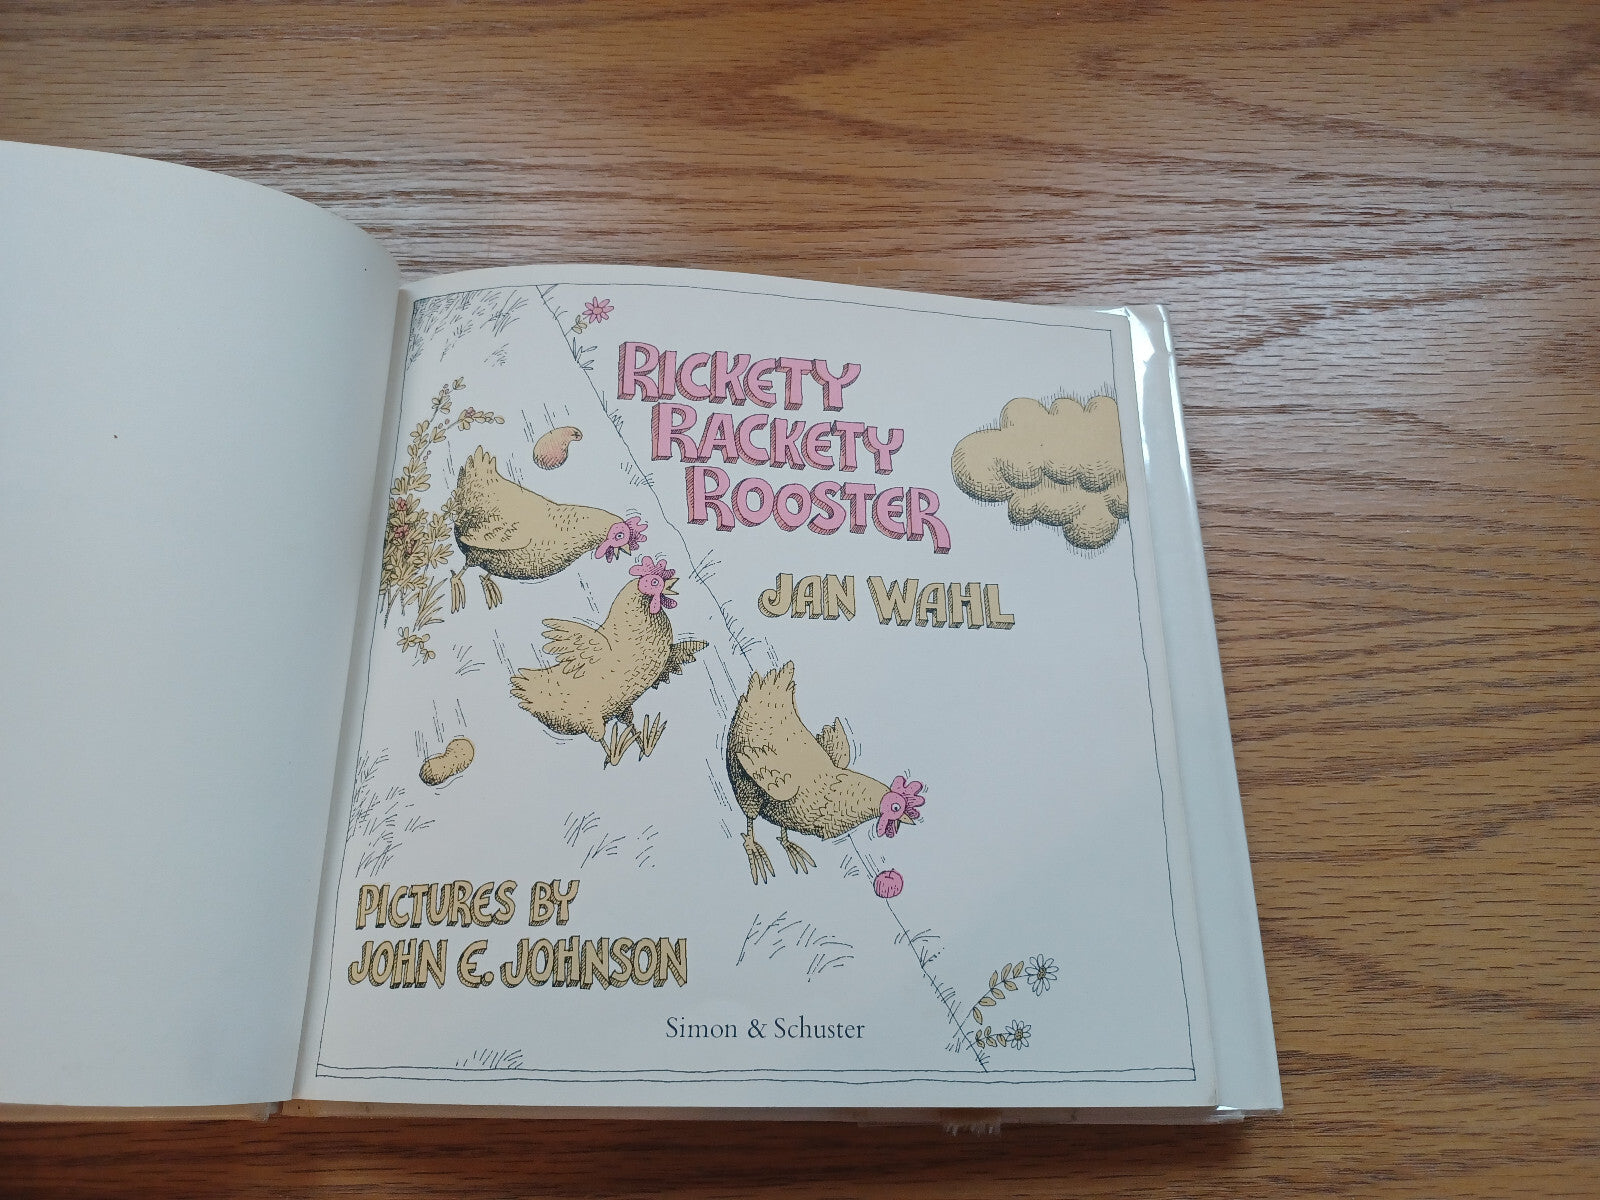 RICKETY
RACKETY
ROOSTER
JAN WAHL
PICTURES BY
JOHN E. JOHNSON
Simon & Schuster